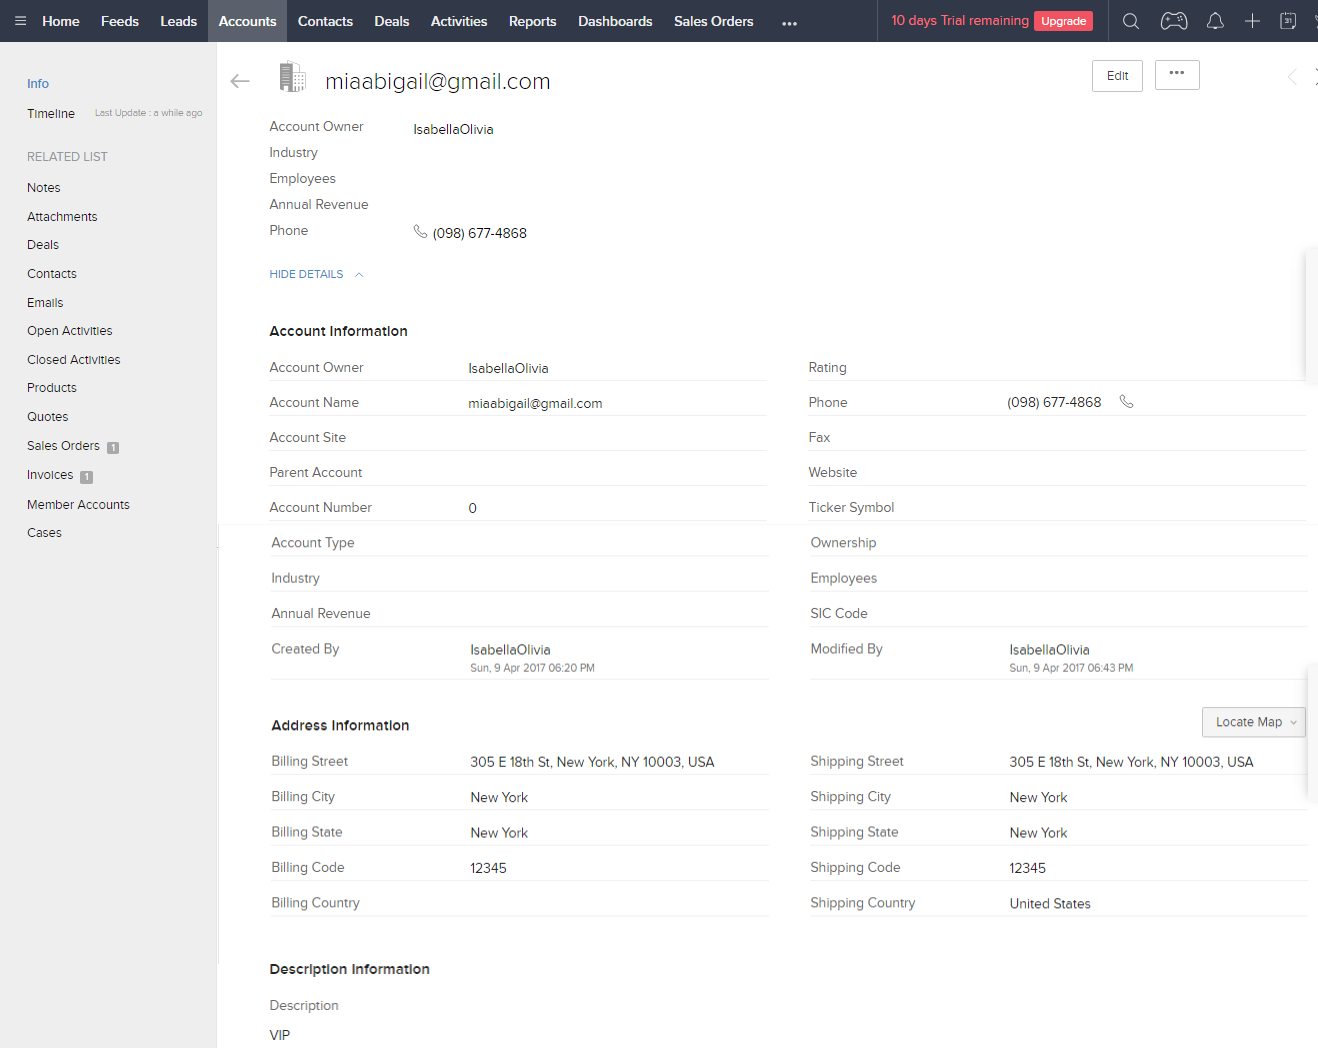 Home Feeds Leads Accounts Contacts Deals Activities Reports Dashboards Sales Orders ... 10 days Trial remaining Upgrade 31
Info
Timeline Last Update : a while ago
RELATED LIST
Notes
Attachments
Deals
Contacts
Emails
Open Activities
Closed Activities
Products
Quotes
Sales Orders 1
Invoices 1
Member Accounts
Cases
miaabigail@gmail.com Edit ...
Account Owner IsabellaOlivia
Industry
Employees
Annual Revenue
Phone (098) 677-4868
HIDE DETAILS
Account Information
Account Owner IsabellaOlivia Rating
Account Name miaabigail@gmail.com Phone (098) 677-4868
Account Site Fax
Parent Account Website
Account Number 0 Ticker Symbol
Account Type Ownership
Industry Employees
Annual Revenue SIC Code
Created By IsabellaOlivia Modified By IsabellaOlivia
Sun, 9 Apr 2017 06:20 PM Sun, 9 Apr 2017 06:43 PM
Address Information Locate Map
Billing Street 305 E 18th St, New York, NY 10003, USA Shipping Street 305 E 18th St, New York, NY 10003, USA
Billing City New York Shipping City New York
Billing State New York Shipping State New York
Billing Code 12345 Shipping Code 12345
Billing Country Shipping Country United States
Description Information
Description
VIP